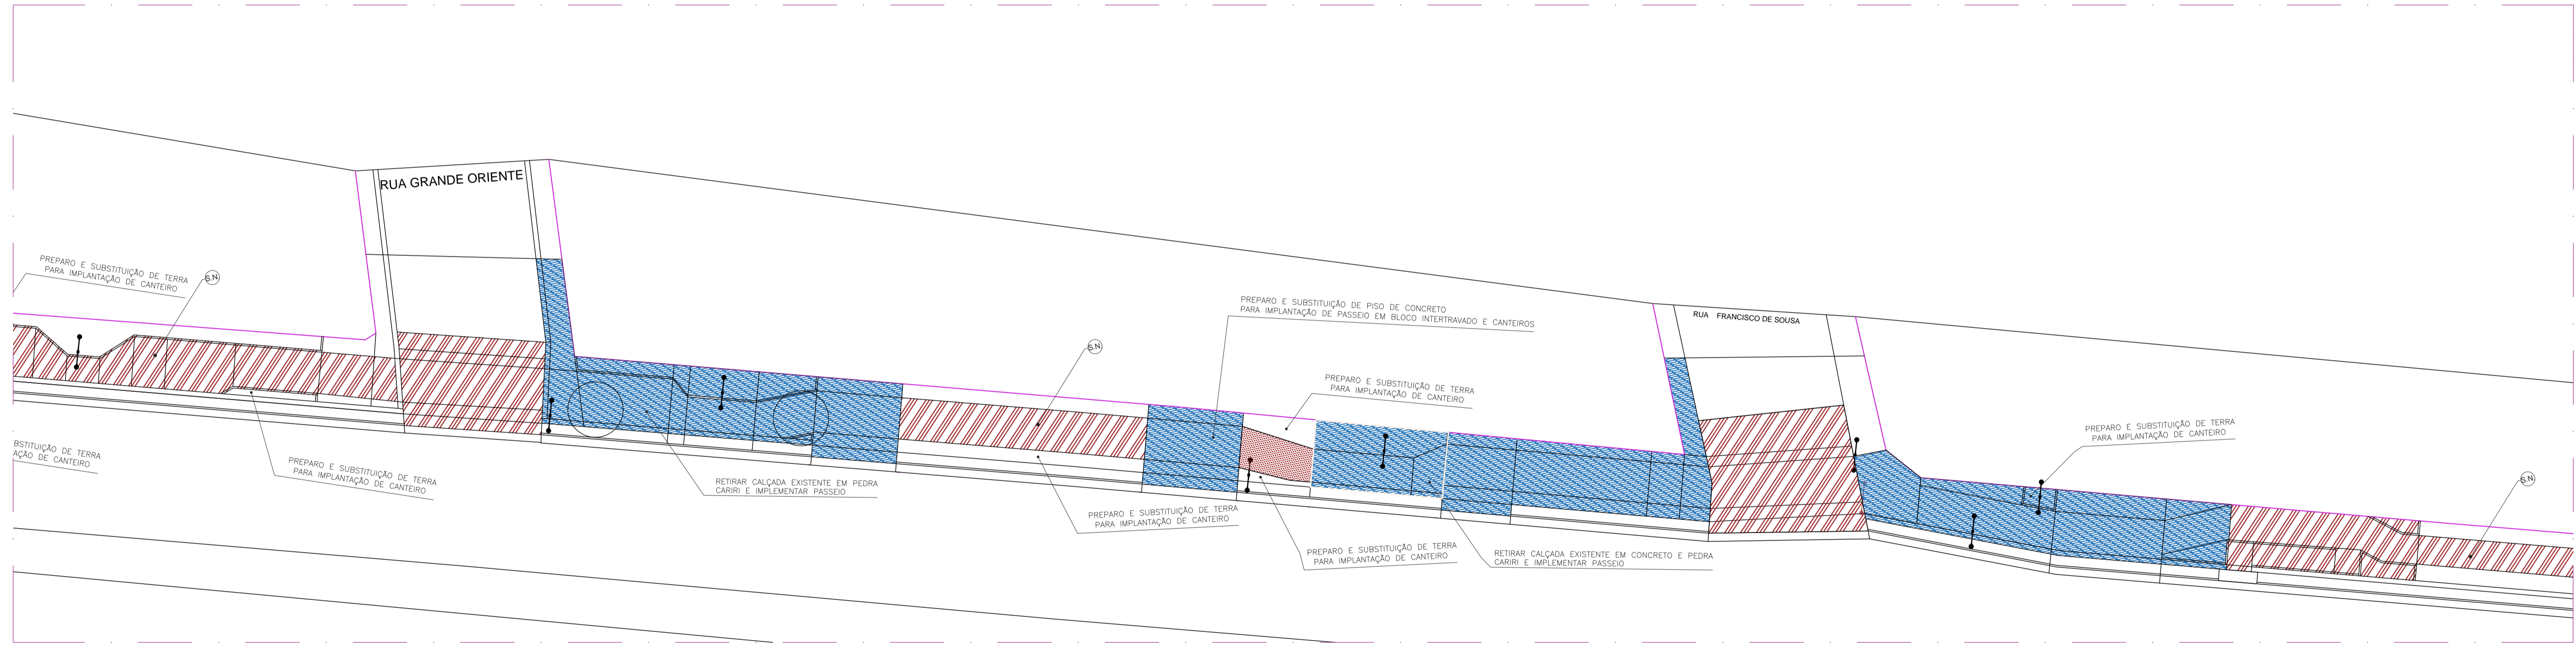 RUA GRANDE ORIENTE
PREPARO E SUBSTITUIÇÃO DE TERRA
PARA IMPLANTAÇÃO DE CANTEIRO
S.N.
BSTITUIÇÃO DE TERRA
AÇÃO DE CANTEIRO
PREPARO E SUBSTITUIÇÃO DE TERRA
PARA IMPLANTAÇÃO DE CANTEIRO
RETIRAR CALÇADA EXISTENTE EM PEDRA
CARIRI E IMPLEMENTAR PASSEIO
S.N.
PREPARO E SUBSTITUIÇÃO DE PISO DE CONCRETO
PARA IMPLANTAÇÃO DE PASSEIO EM BLOCO INTERTRAVADO E CANTEIROS
PREPARO E SUBSTITUIÇÃO DE TERRA
PARA IMPLANTAÇÃO DE CANTEIRO
PREPARO E SUBSTITUIÇÃO DE TERRA
PARA IMPLANTAÇÃO DE CANTEIRO
PREPARO E SUBSTITUIÇÃO DE TERRA
PARA IMPLANTAÇÃO DE CANTEIRO
RETIRAR CALÇADA EXISTENTE EM CONCRETO E PEDRA
CARIRI E IMPLEMENTAR PASSEIO
RUA FRANCISCO DE SOUSA
PREPARO E SUBSTITUIÇÃO DE TERRA
PARA IMPLANTAÇÃO DE CANTEIRO
S.N.